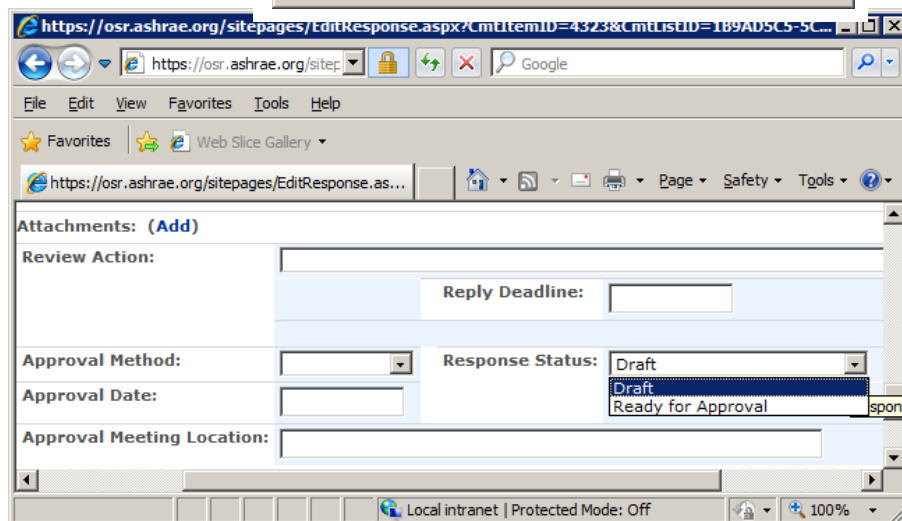 https://osr.ashrae.org/sitepages/EditResponse.aspx?CmtItemID=4323&CmtListID=1B9AD5C5-5C...
https://osr.ashrae.org/sitep
Google
File Edit View Favorites Tools Help
Favorites Web Slice Gallery
https://osr.ashrae.org/sitepages/EditResponse.as...
Page Safety Tools
Attachments: (Add)
Review Action:
Reply Deadline:
Approval Method: Response Status: Draft
Draft
Approval Date:
Ready for Approval spon
Approval Meeting Location:
Local intranet | Protected Mode: Off 100%